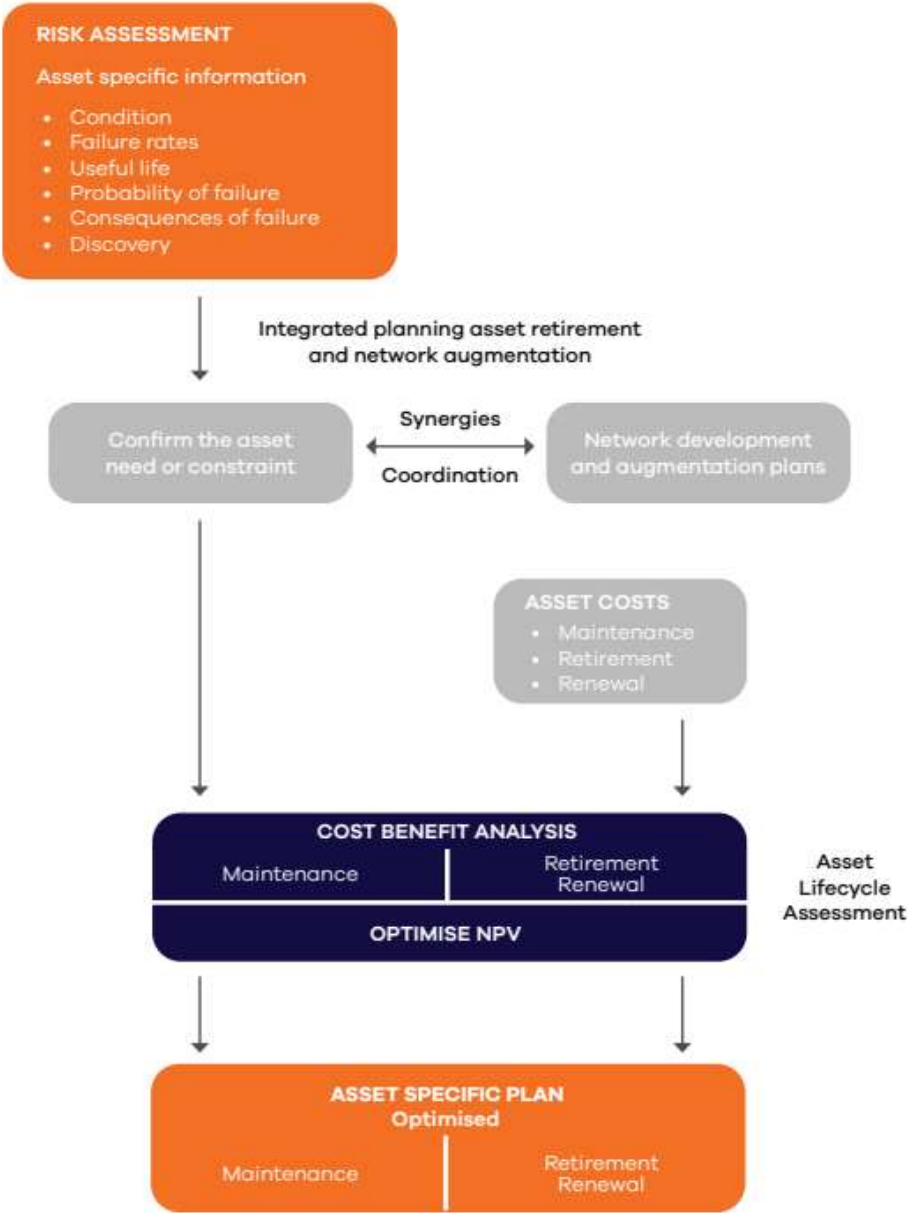 RISK ASSESSMENT
Asset specific information
• Condition
• Failure rates
• Useful life
• Probability of failure
• Consequences of failure
• Discovery
Integrated planning asset retirement
and network augmentation
Confirm the asset
need or constraint
Synergies
Coordination
Network development
and augmentation plans
ASSET COSTS
• Maintenance
• Retirement
• Renewal
COST BENEFIT ANALYSIS
Maintenance
Retirement
Renewal
OPTIMISE NPV
Asset
Lifecycle
Assessment
ASSET SPECIFIC PLAN
Optimised
Maintenance
Retirement
Renewal